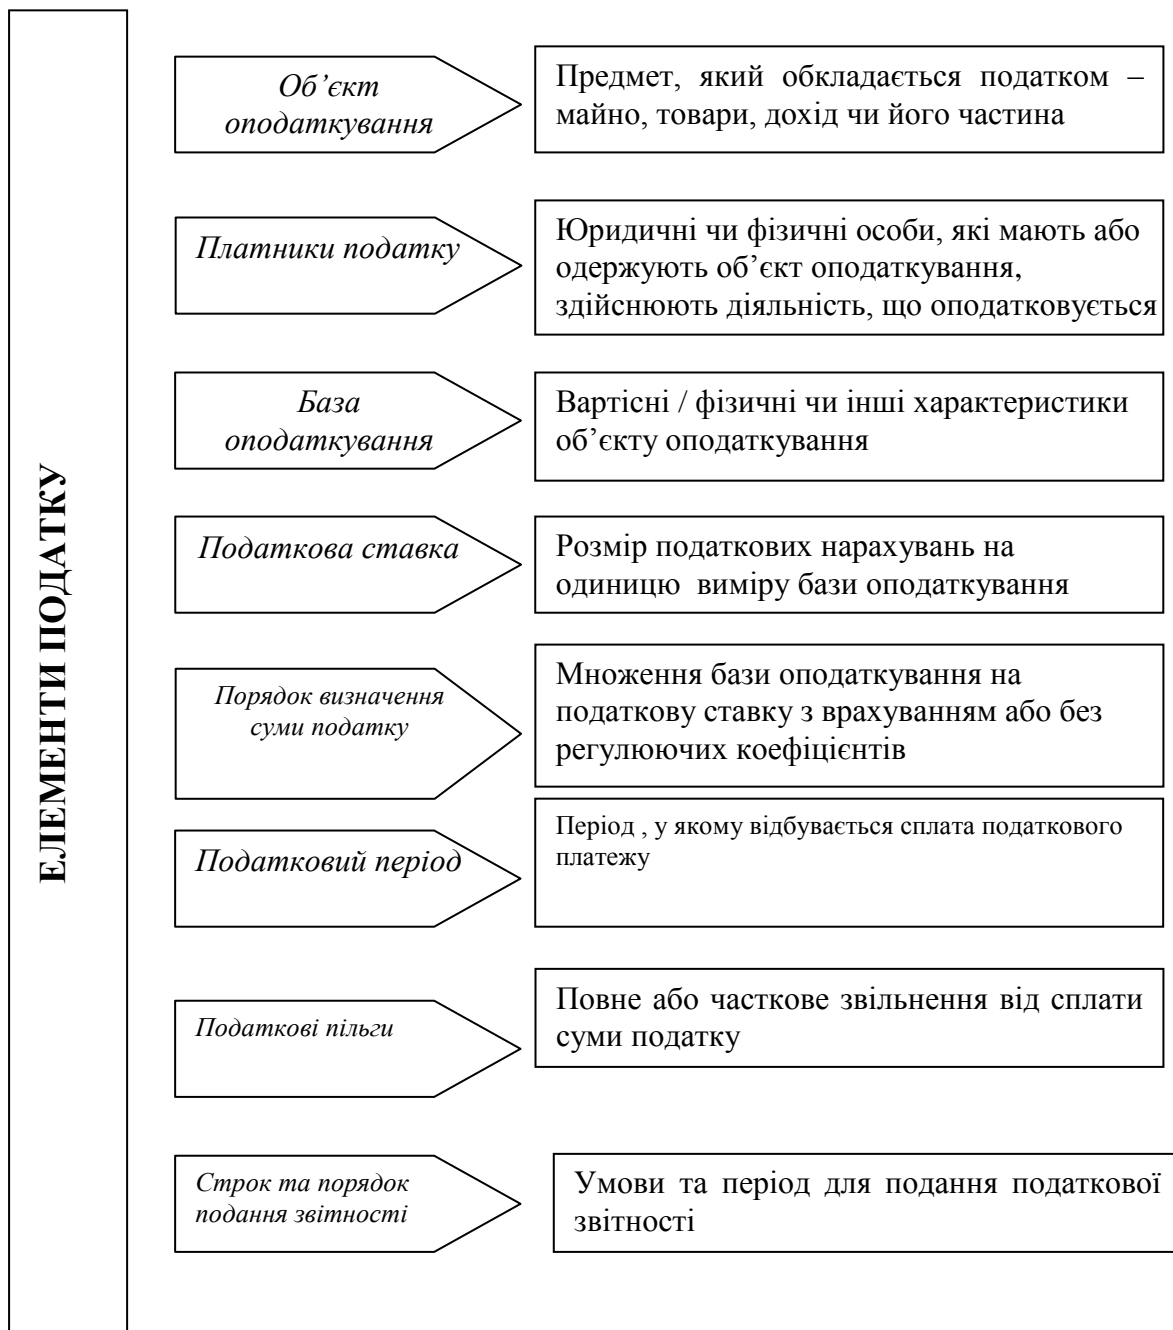 ЕЛЕМЕНТИ ПОДАТКУ
Об’єкт
оподаткування
Предмет, який обкладається податком –
майно, товари, дохід чи його частина
Платники податку
Юридичні чи фізичні особи, які мають або
одержують об’єкт оподаткування,
здійснюють діяльність, що оподатковується
База
оподаткування
Вартісні / фізичні чи інші характеристики
об’єкту оподаткування
Податкова ставка
Розмір податкових нарахувань на
одиницю виміру бази оподаткування
Порядок визначення
суми податку
Множення бази оподаткування на
податкову ставку з врахуванням або без
регулюючих коефіцієнтів
Податковий період
Період , у якому відбувається сплата податкового
платежу
Податкові пільги
Повне або часткове звільнення від сплати
суми податку
Строк та порядок
подання звітності
Умови та період для подання податкової
звітності